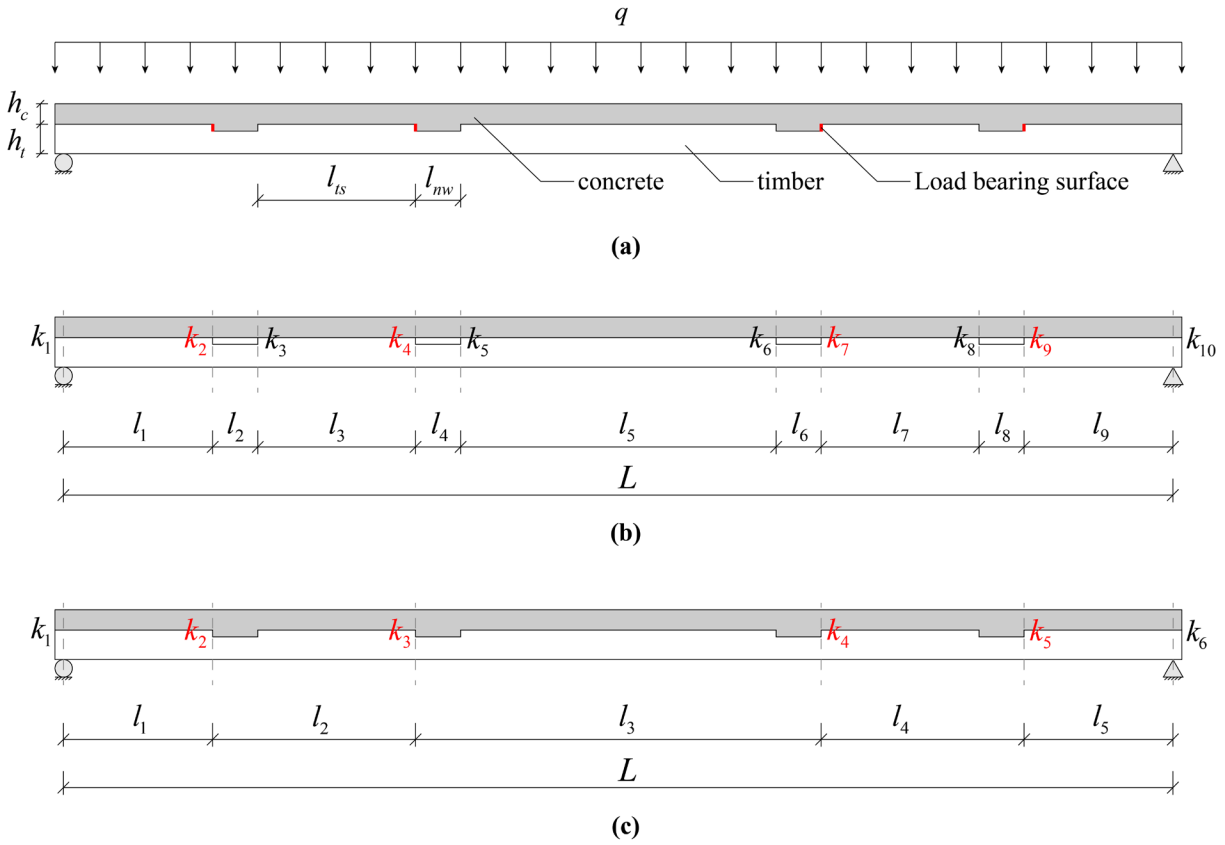 q
h_c
h_t
l_ts l_nw concrete timber Load bearing surface
(a)
k_1 k_2 k_3 k_4 k_5 k_6 k_7 k_8 k_9 k_10
l_1 l_2 l_3 l_4 l_5 l_6 l_7 l_8 l_9
L
(b)
k_1 k_2 k_3 k_4 k_5 k_6
l_1 l_2 l_3 l_4 l_5
L
(c)